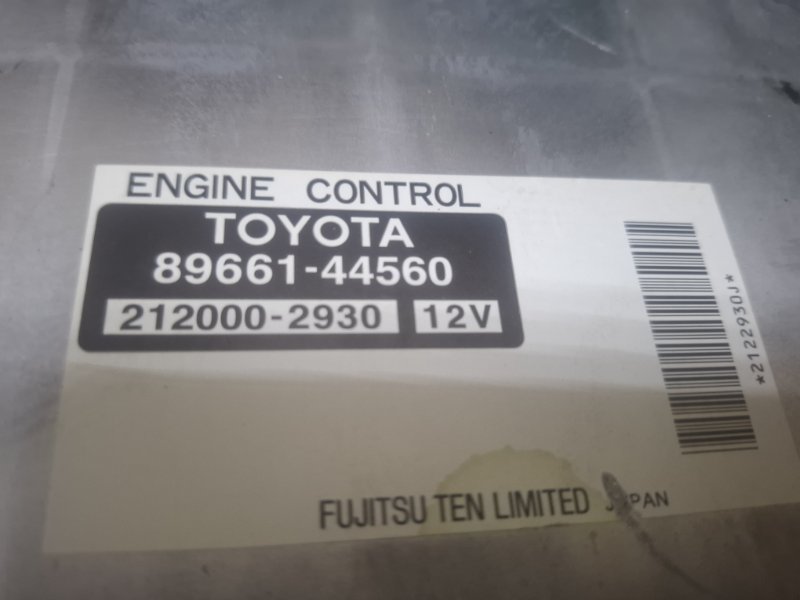 ENGINE CONTROL
TOYOTA
89661-44560
212000-2930 12V
*2122930J*
FUJITSU TEN LIMITED JAPAN